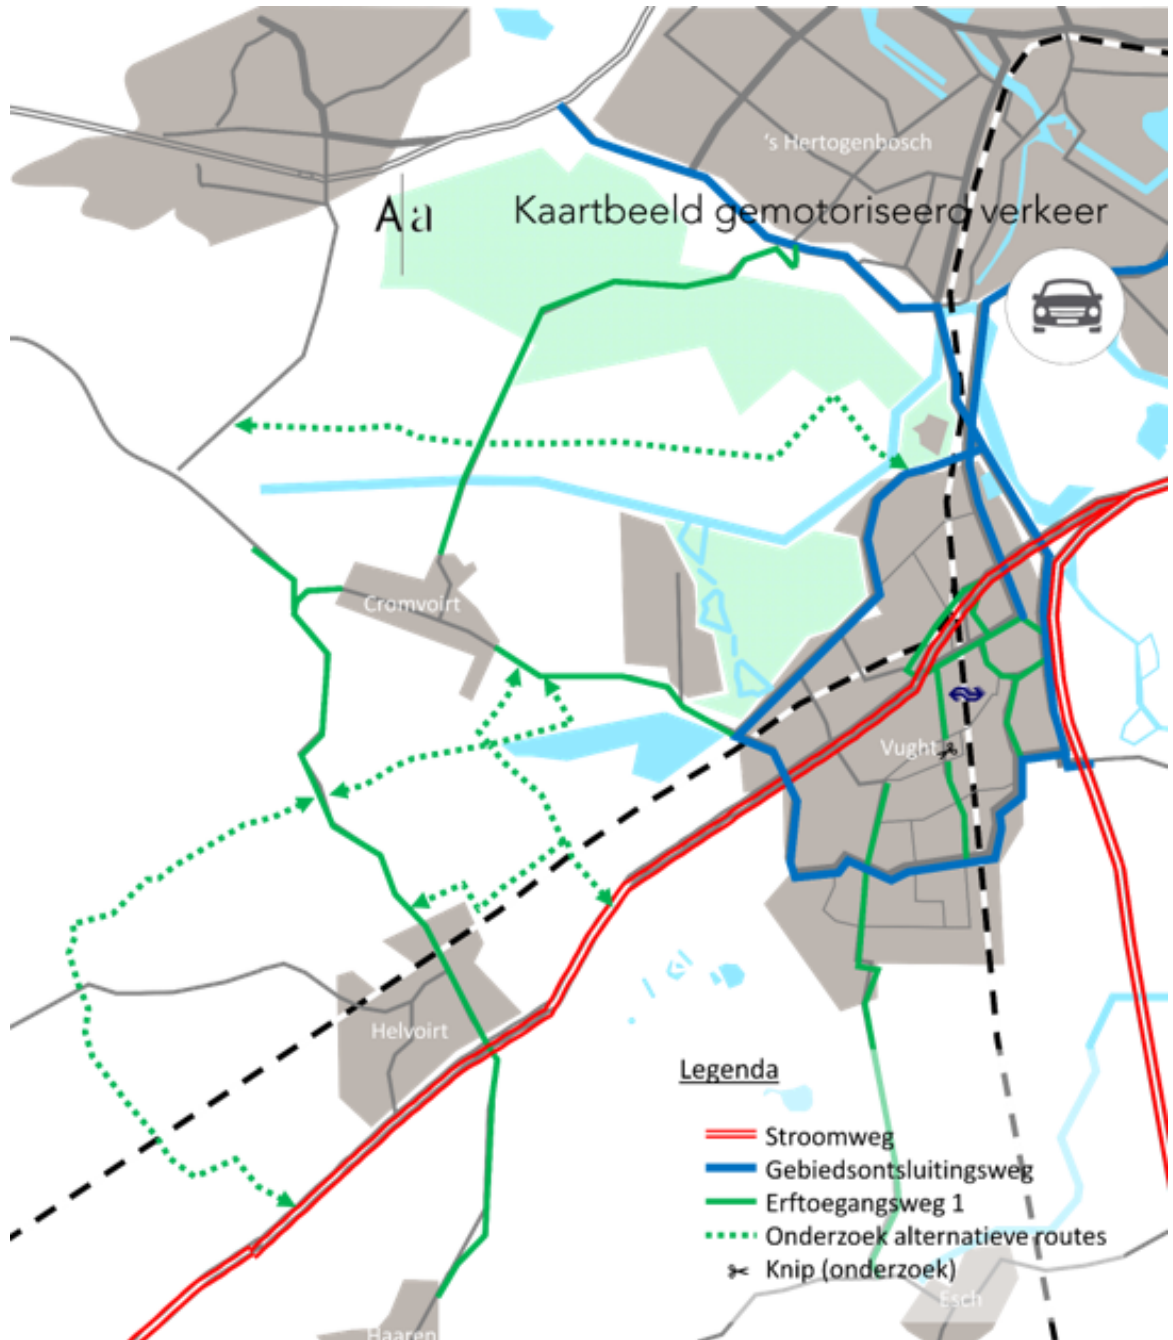 's Hertogenbosch
Aa
Kaartbeeld gemotoriseerd verkeer
Cromvoirt
Vught
Helvoirt
Legenda
Stroomweg
Gebiedsontsluitingsweg
Erftoegangsweg 1
Onderzoek alternatieve routes
Knip (onderzoek)
Esch
Haaren